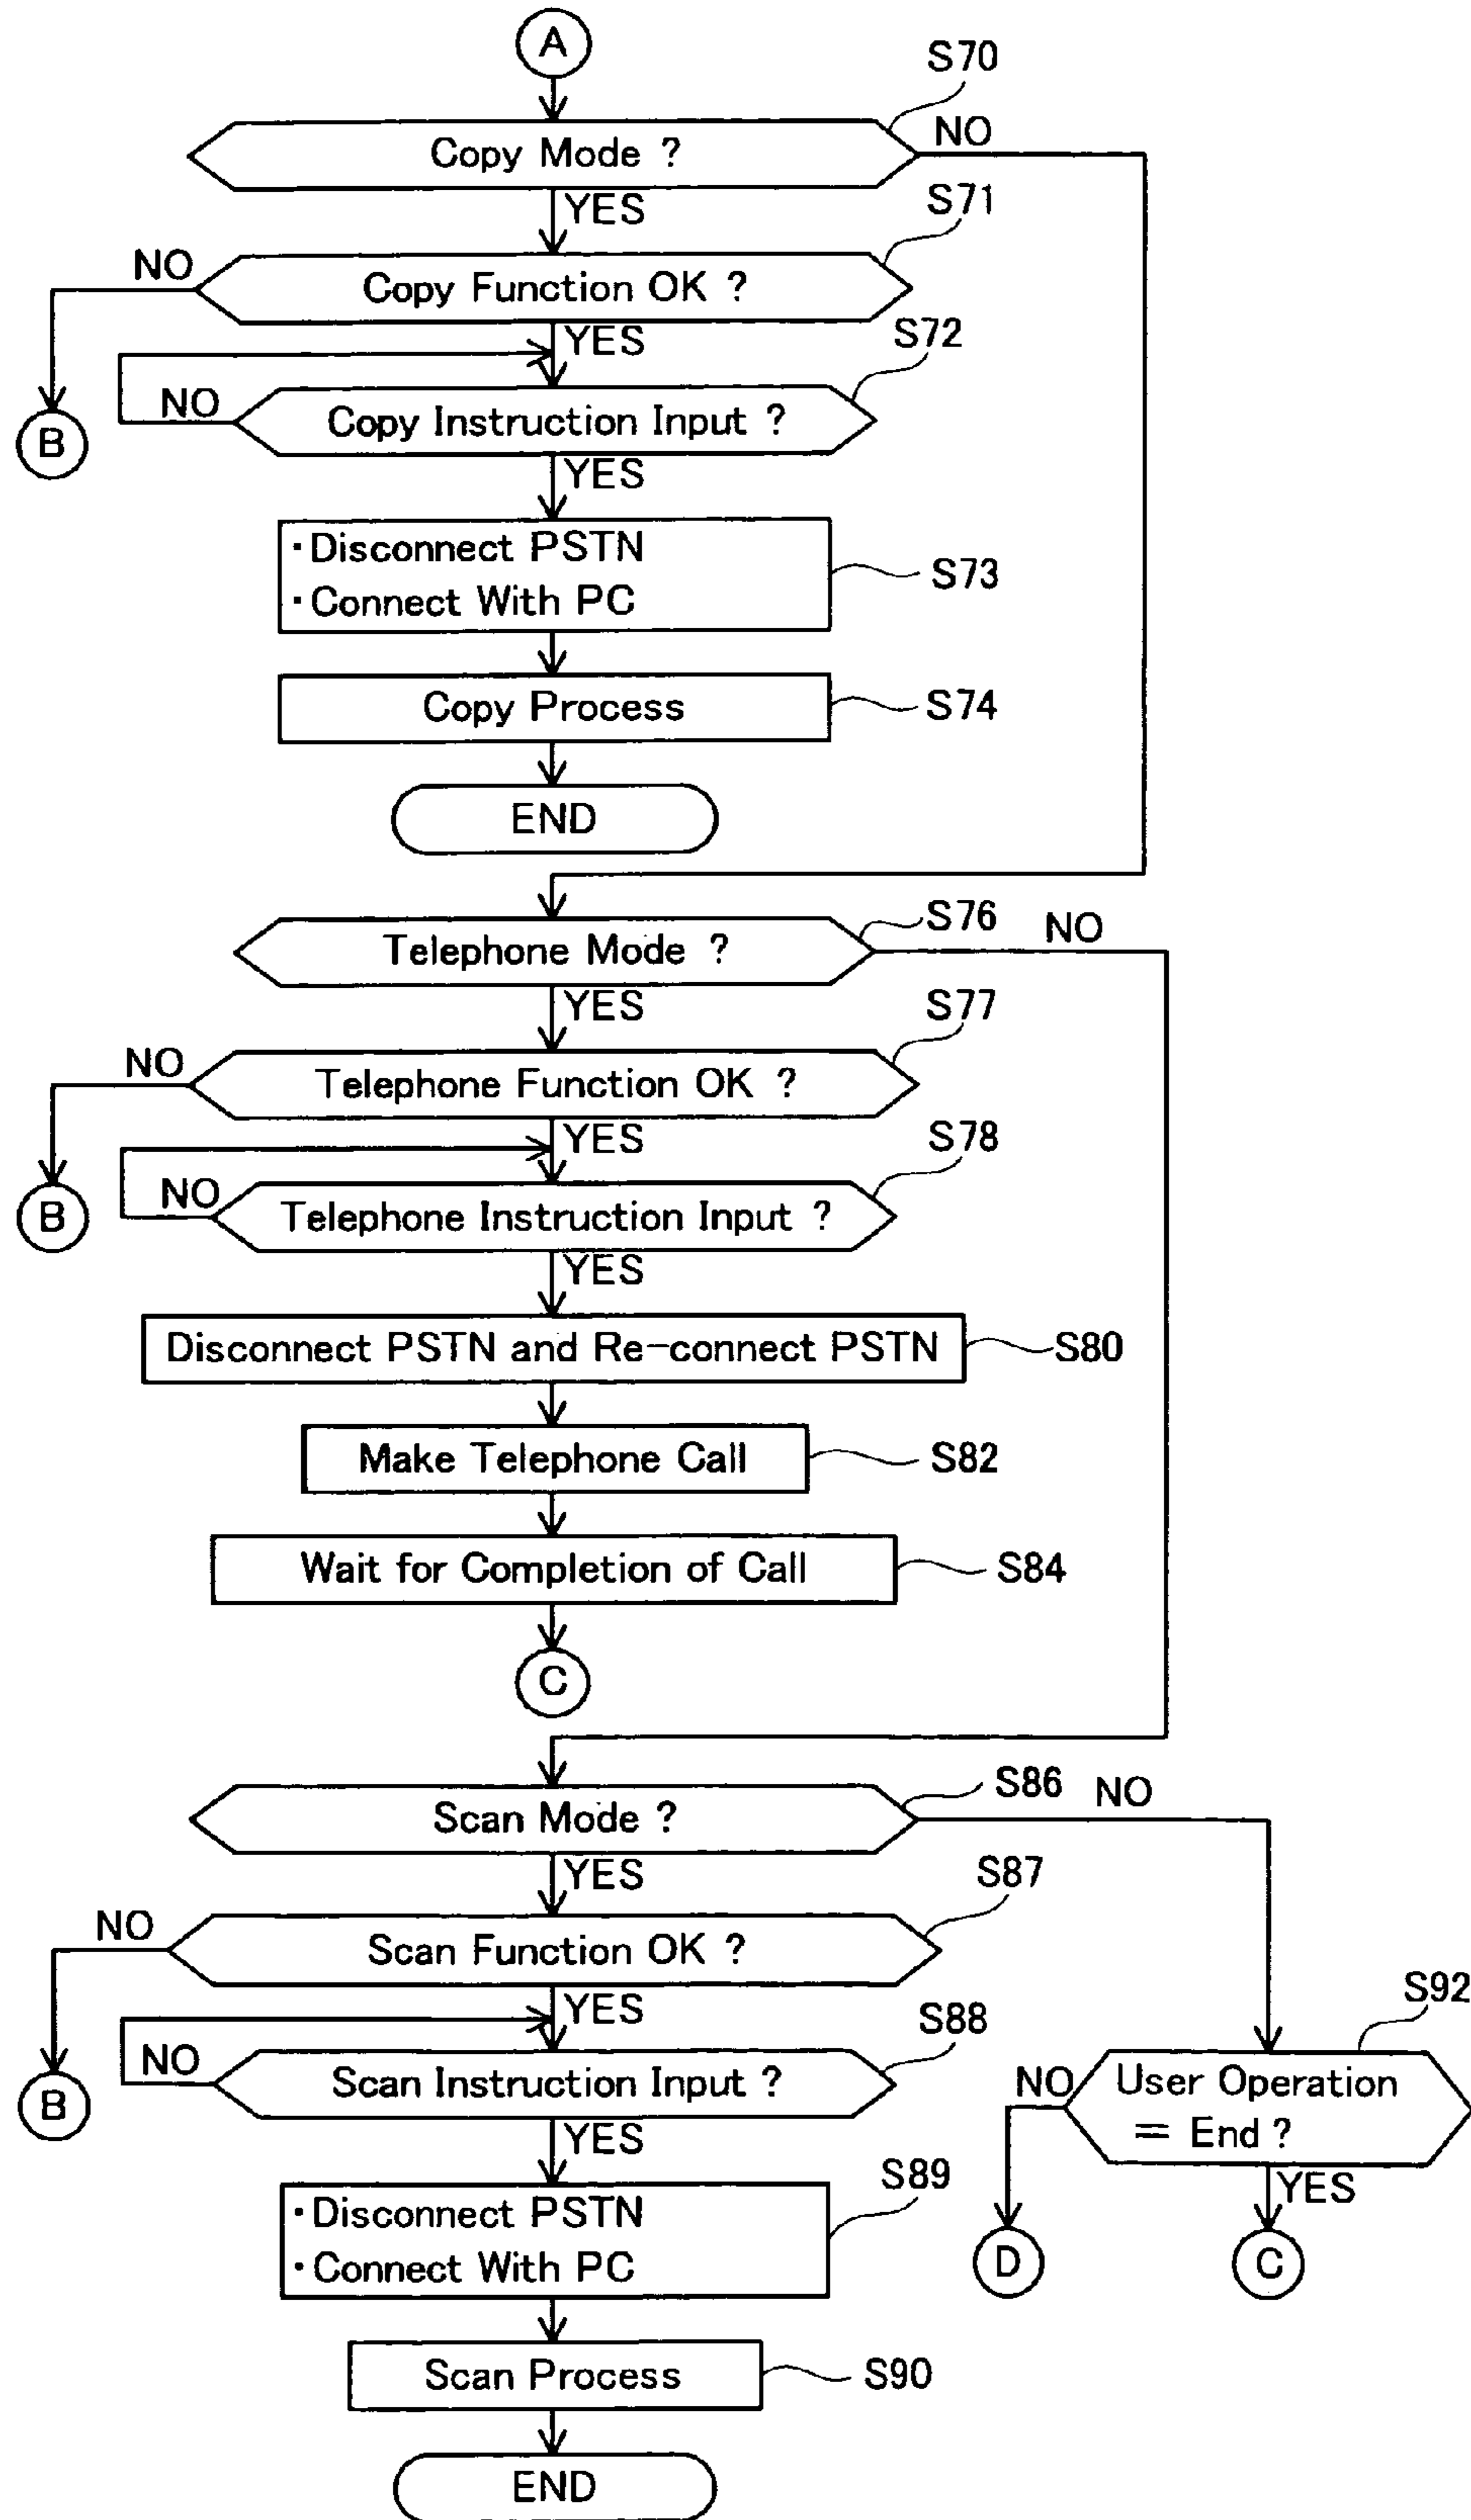 A
S70
Copy Mode ?
NO
YES
S71
NO
Copy Function OK ?
YES
S72
NO
Copy Instruction Input ?
B
YES
・Disconnect PSTN
・Connect With PC
S73
Copy Process
S74
END
S76
NO
Telephone Mode ?
YES
S77
NO
Telephone Function OK ?
YES
S78
NO
Telephone Instruction Input ?
B
YES
Disconnect PSTN and Re-connect PSTN
S80
Make Telephone Call
S82
Wait for Completion of Call
S84
C
S86
NO
Scan Mode ?
YES
S87
NO
Scan Function OK ?
YES
S88
S92
NO
Scan Instruction Input ?
B
NO
User Operation
= End ?
YES
YES
S89
・Disconnect PSTN
・Connect With PC
D
C
Scan Process
S90
END